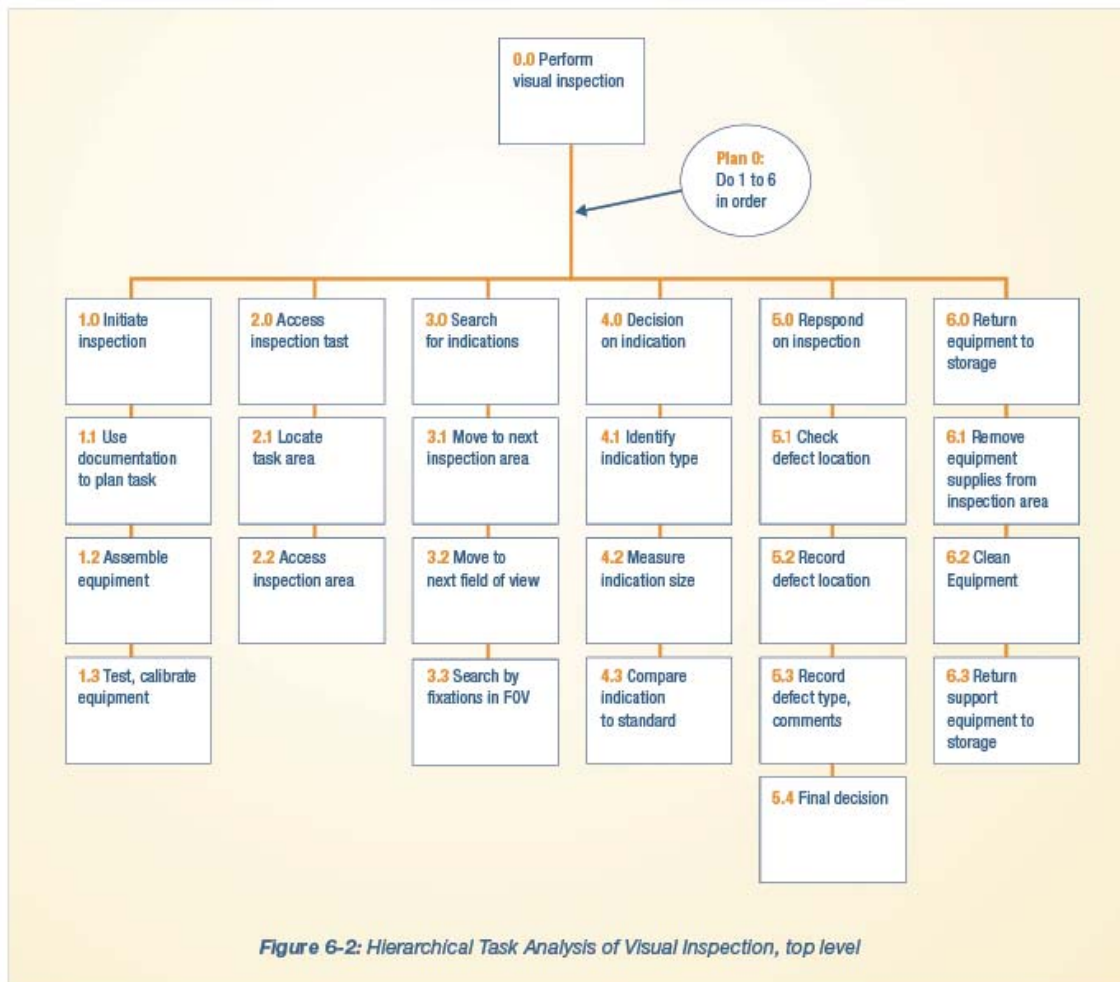 0.0 Perform
visual inspection
Plan 0:
Do 1 to 6
in order
1.0 Initiate
inspection
2.0 Access
inspection tast
3.0 Search
for indications
4.0 Decision
on indication
5.0 Repspond
on inspection
6.0 Return
equipment to
storage
1.1 Use
documentation
to plan task
2.1 Locate
task area
3.1 Move to next
inspection area
4.1 Identify
indication type
5.1 Check
defect location
6.1 Remove
equipment
supplies from
inspection area
1.2 Assemble
equpiment
2.2 Access
inspection area
3.2 Move to
next field of view
4.2 Measure
indication size
5.2 Record
defect location
6.2 Clean
Equipment
1.3 Test, calibrate
equipment
3.3 Search by
fixations in FOV
4.3 Compare
indication
to standard
5.3 Record
defect type,
comments
6.3 Return
support
equipment to
storage
5.4 Final decision
Figure 6-2: Hierarchical Task Analysis of Visual Inspection, top level